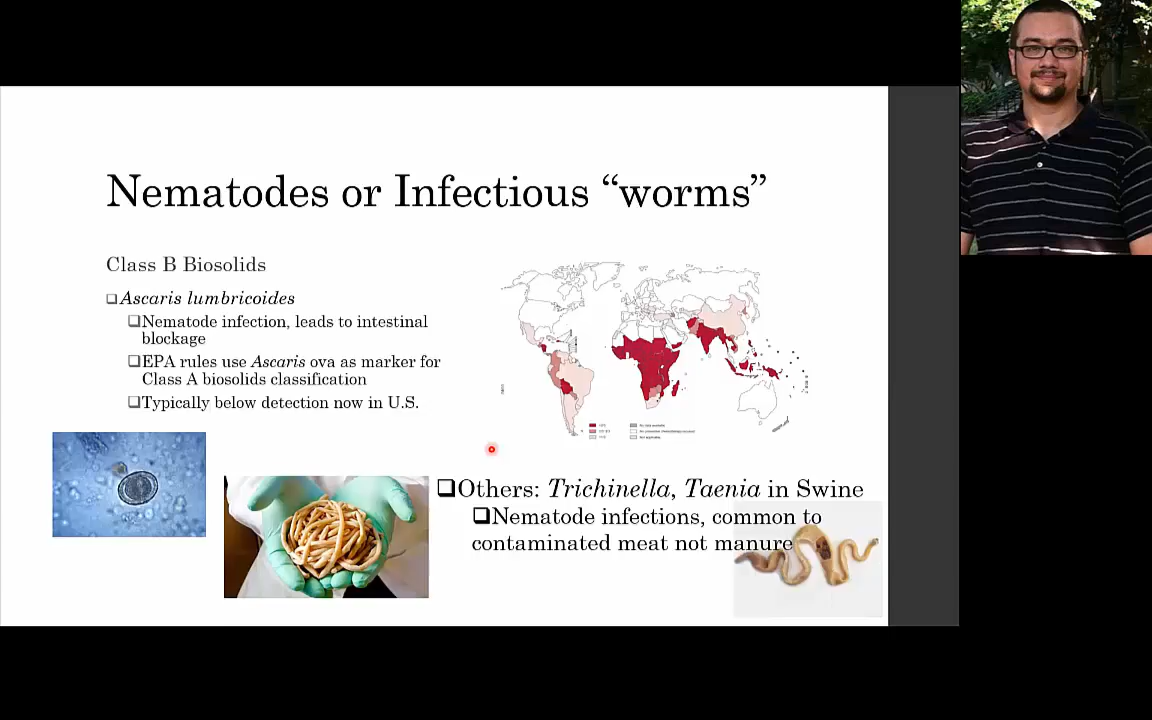 Nematodes or Infectious “worms”
Class B Biosolids
Ascaris lumbricoides
Nematode infection, leads to intestinal
blockage
EPA rules use Ascaris ova as marker for
Class A biosolids classification
Typically below detection now in U.S.
Others: Trichinella, Taenia in Swine
Nematode infections, common to
contaminated meat not manure